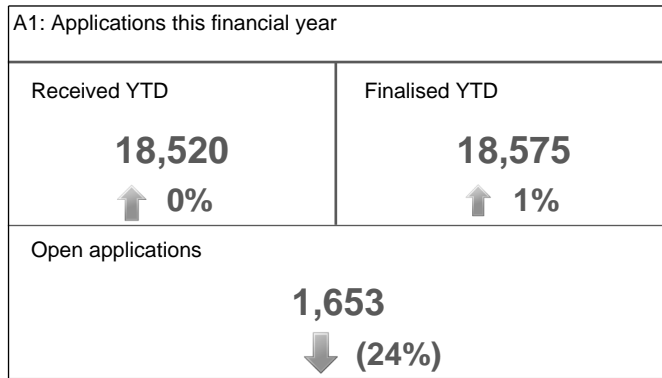 A1: Applications this financial year
Received YTD
18,520
0%
Finalised YTD
18,575
1%
Open applications
1,653
(24%)